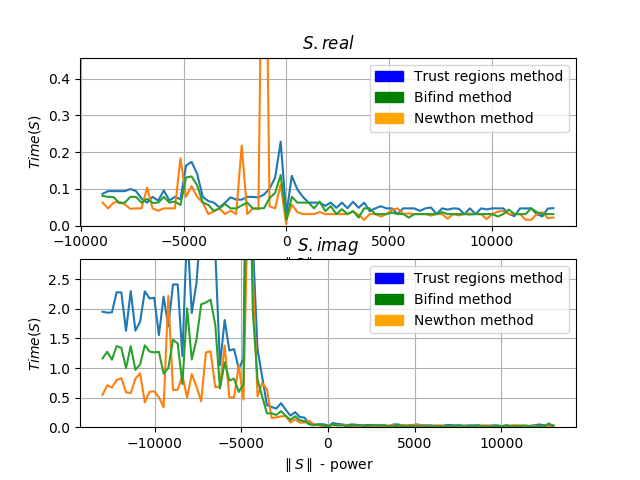 S.real
Time(S)
0.4
0.3
0.2
0.1
0.0
Trust regions method
Bifind method
Newthon method
−10000 −5000 0 5000 10000
S.imag
Time(S)
2.5
2.0
1.5
1.0
0.5
0.0
Trust regions method
Bifind method
Newthon method
−10000 −5000 0 5000 10000
∥ S ∥ - power